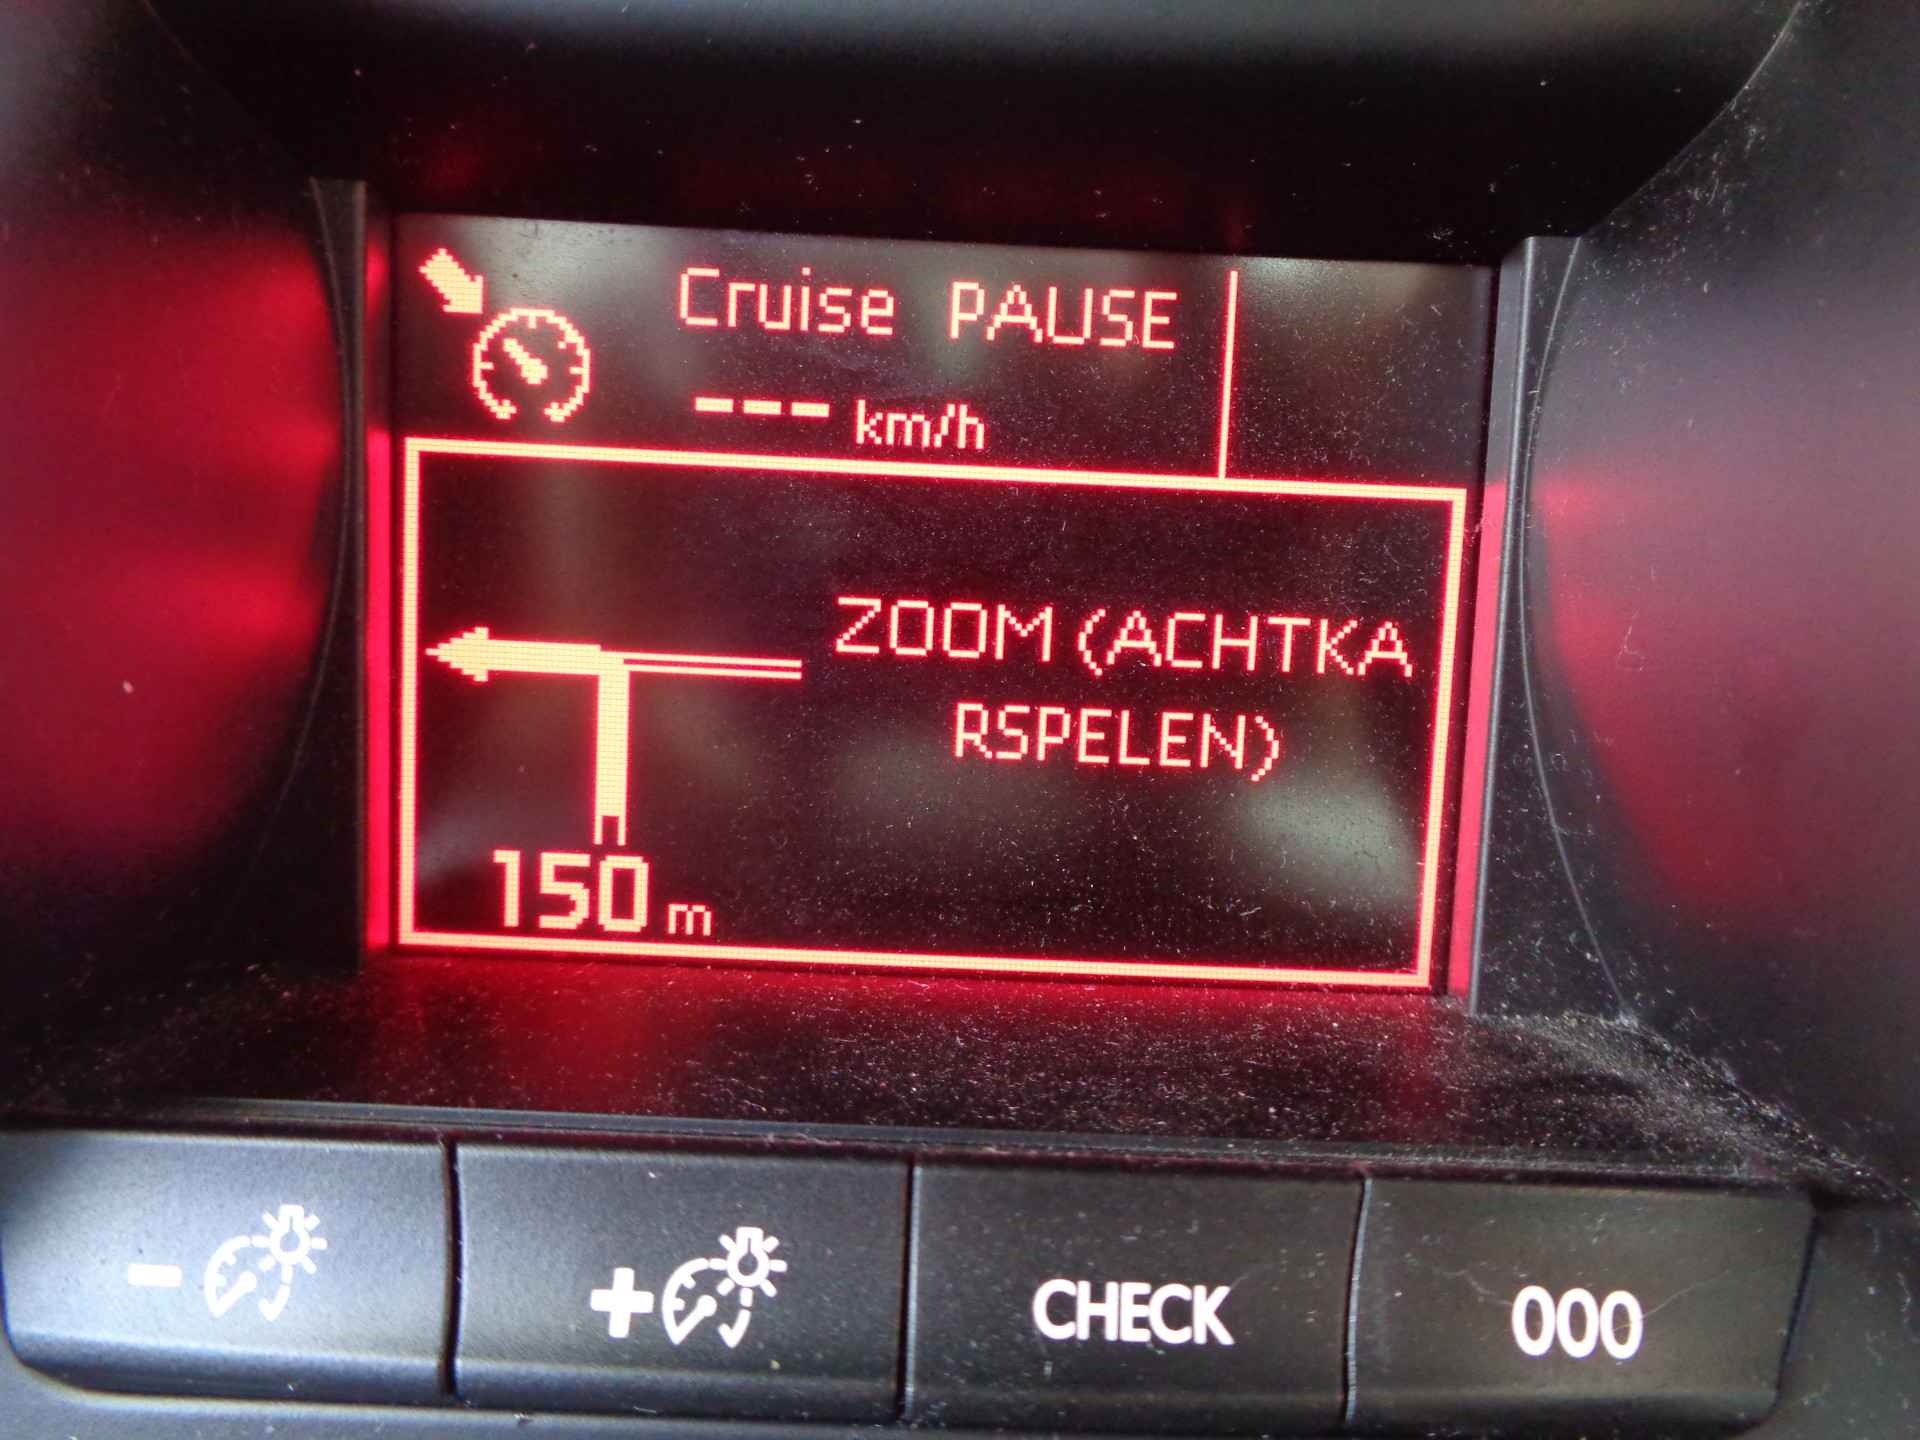 Cruise PAUSE
--- km/h
ZOOM (ACHTKA
RSPELEN)
150 m
- + CHECK 000